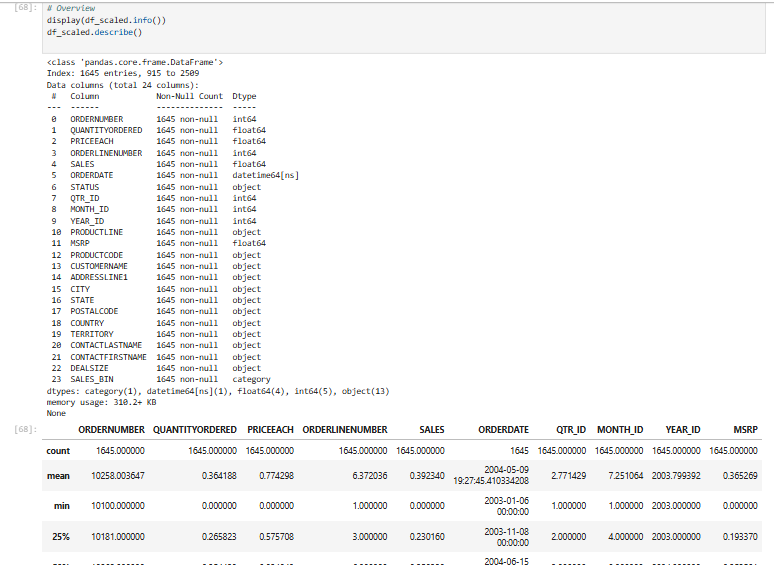 [68]: # Overview
display(df_scaled.info())
df_scaled.describe()
<class 'pandas.core.frame.DataFrame'>
Index: 1645 entries, 915 to 2509
Data columns (total 24 columns):
# Column Non-Null Count Dtype
--- ------ -------------- -----
0 ORDERNUMBER 1645 non-null int64
1 QUANTITYORDERED 1645 non-null float64
2 PRICEEACH 1645 non-null float64
3 ORDERLINENUMBER 1645 non-null int64
4 SALES 1645 non-null float64
5 ORDERDATE 1645 non-null datetime64[ns]
6 STATUS 1645 non-null object
7 QTR_ID 1645 non-null int64
8 MONTH_ID 1645 non-null int64
9 YEAR_ID 1645 non-null int64
10 PRODUCTLINE 1645 non-null object
11 MSRP 1645 non-null float64
12 PRODUCTCODE 1645 non-null object
13 CUSTOMERNAME 1645 non-null object
14 ADDRESSLINE1 1645 non-null object
15 CITY 1645 non-null object
16 STATE 1645 non-null object
17 POSTALCODE 1645 non-null object
18 COUNTRY 1645 non-null object
19 TERRITORY 1645 non-null object
20 CONTACTLASTNAME 1645 non-null object
21 CONTACTFIRSTNAME 1645 non-null object
22 DEALSIZE 1645 non-null object
23 SALES_BIN 1645 non-null category
dtypes: category(1), datetime64[ns](1), float64(4), int64(5), object(13)
memory usage: 310.2+ KB
None
[68]: ORDERNUMBER QUANTITYORDERED PRICEEACH ORDERLINENUMBER SALES ORDERDATE QTR_ID MONTH_ID YEAR_ID MSRP
count 1645.000000 1645.000000 1645.000000 1645.000000 1645.000000 1645 1645.000000 1645.000000 1645.000000 1645.000000
mean 10258.003647 0.364188 0.774298 6.372036 0.392340 2004-05-09 19:27:45.410334208 2.771429 7.251064 2003.799392 0.365269
min 10100.000000 0.000000 0.000000 1.000000 0.000000 2003-01-06 00:00:00 1.000000 1.000000 2003.000000 0.000000
25% 10181.000000 0.265823 0.575708 3.000000 0.230160 2003-11-08 00:00:00 2.000000 4.000000 2003.000000 0.193370
2004-06-15